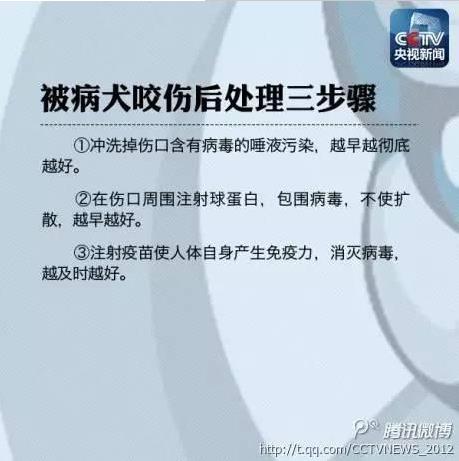 CCTV
央视新闻
被病犬咬伤后处理三步骤
①冲洗掉伤口含有病毒的唾液污染，越早越彻底
越好。
②在伤口周围注射球蛋白，包围病毒，不使扩
散，越早越好。
③注射疫苗使人体自身产生免疫力，消灭病毒，
越及时越好。
腾讯微博
http://t.qq.com/CCTVNEWS_2012